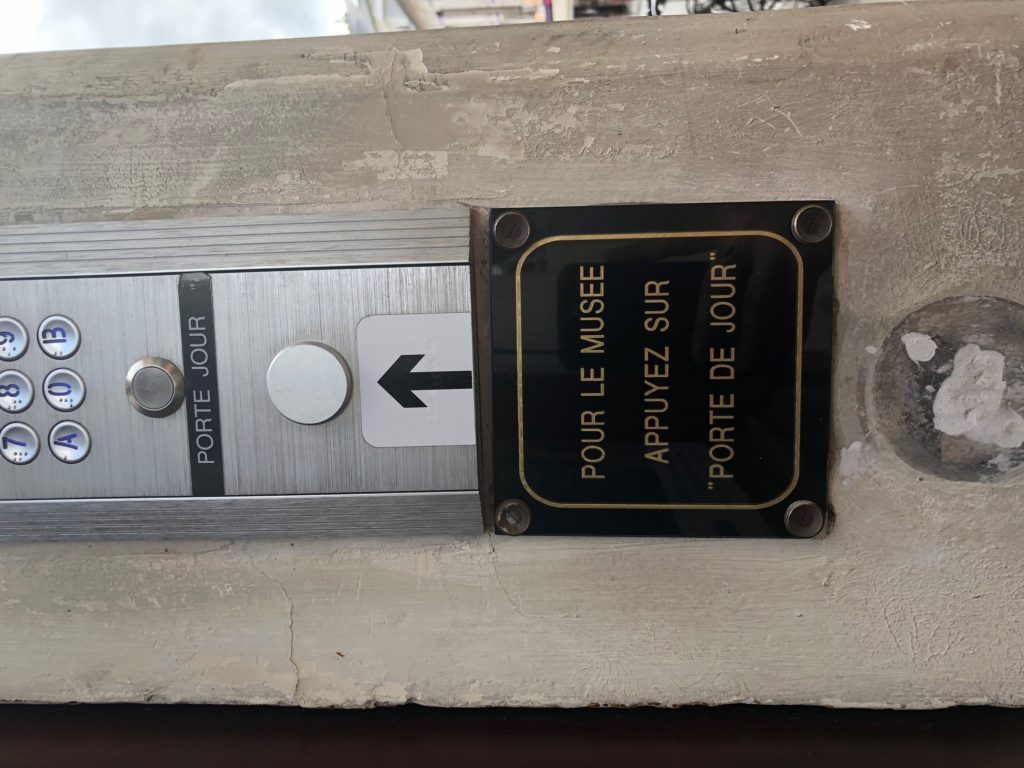 7 8 9
A 0 B
PORTE JOUR
POUR LE MUSEE
APPUYEZ SUR
"PORTE DE JOUR"